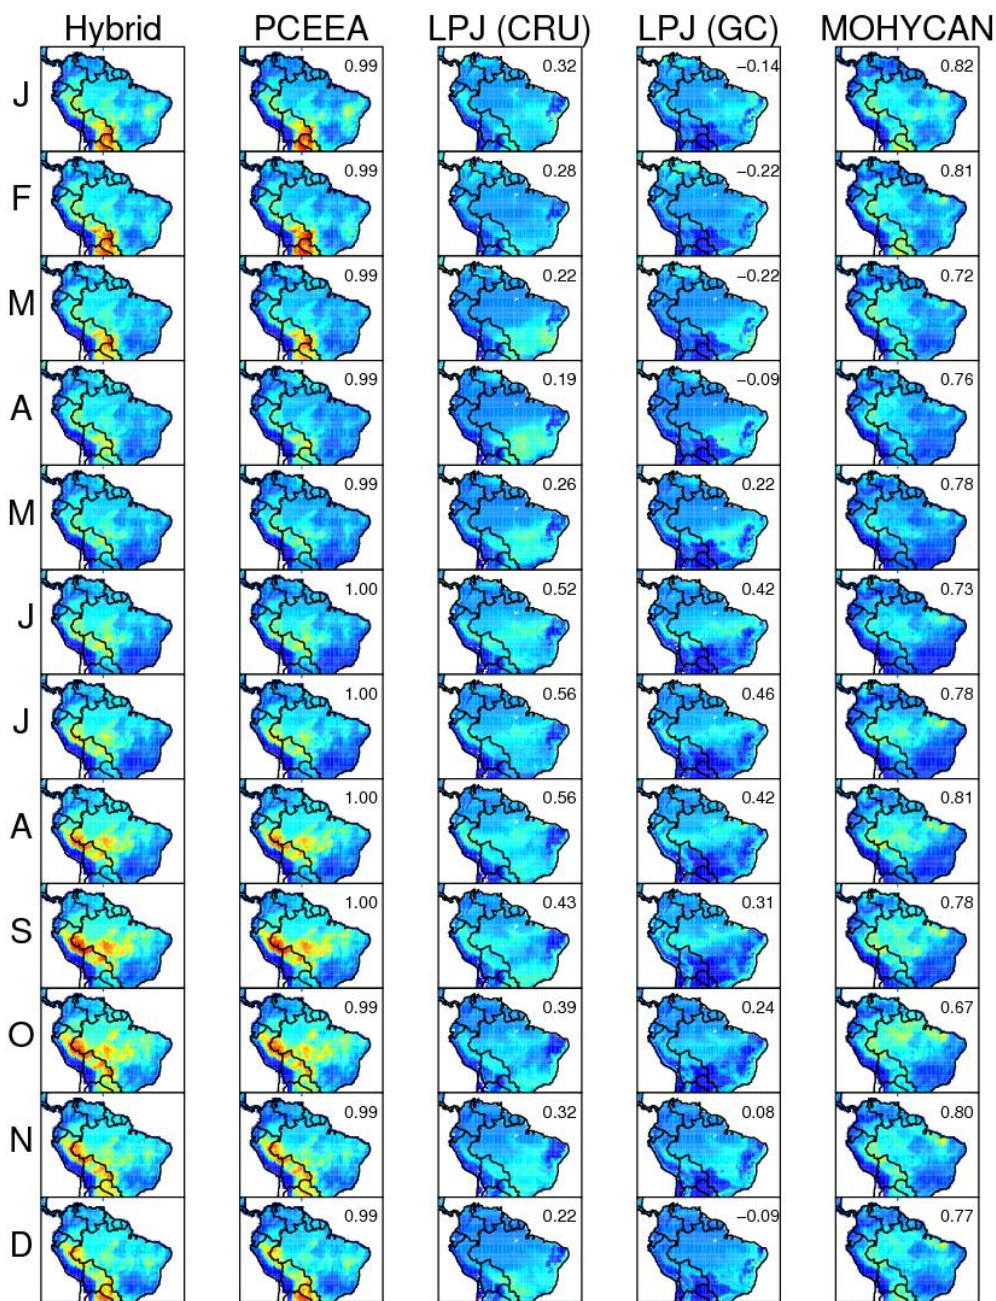 Hybrid PCEEA LPJ (CRU) LPJ (GC) MOHYCAN
J 0.99 0.32 −0.14 0.82
F 0.99 0.28 −0.22 0.81
M 0.99 0.22 −0.22 0.72
A 0.99 0.19 −0.09 0.76
M 0.99 0.26 0.22 0.78
J 1.00 0.52 0.42 0.73
J 1.00 0.56 0.46 0.78
A 1.00 0.56 0.42 0.81
S 1.00 0.43 0.31 0.78
O 0.99 0.39 0.24 0.67
N 0.99 0.32 0.08 0.80
D 0.99 0.22 −0.09 0.77